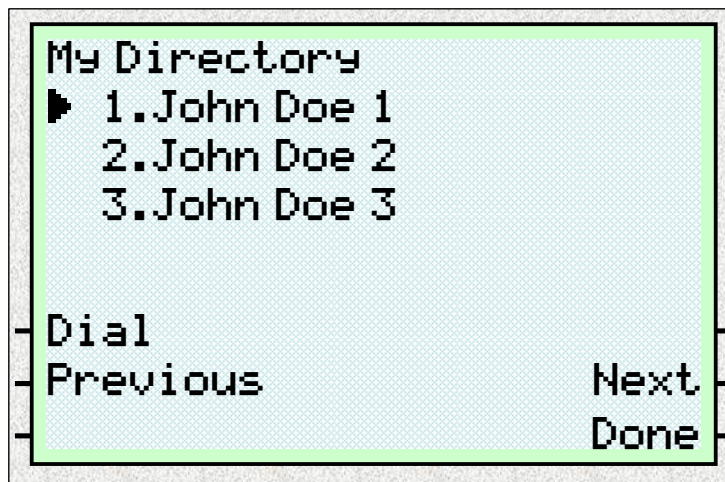 My Directory
1.John Doe 1
2.John Doe 2
3.John Doe 3
Dial
Previous Next
Done